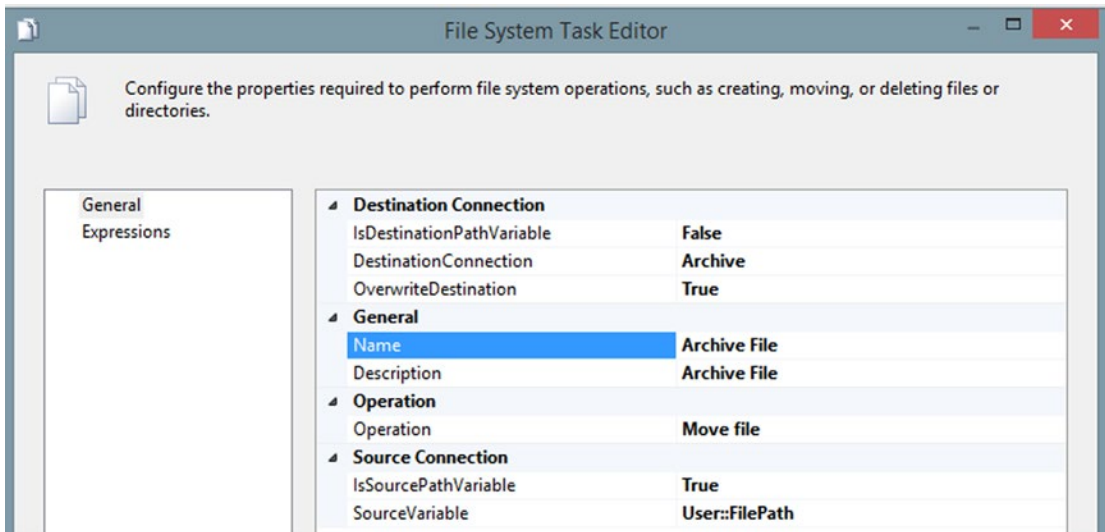 File System Task Editor
Configure the properties required to perform file system operations, such as creating, moving, or deleting files or
directories.
General
Expressions
Destination Connection
IsDestinationPathVariable False
DestinationConnection Archive
OverwriteDestination True
General
Name Archive File
Description Archive File
Operation
Operation Move file
Source Connection
IsSourcePathVariable True
SourceVariable User::FilePath